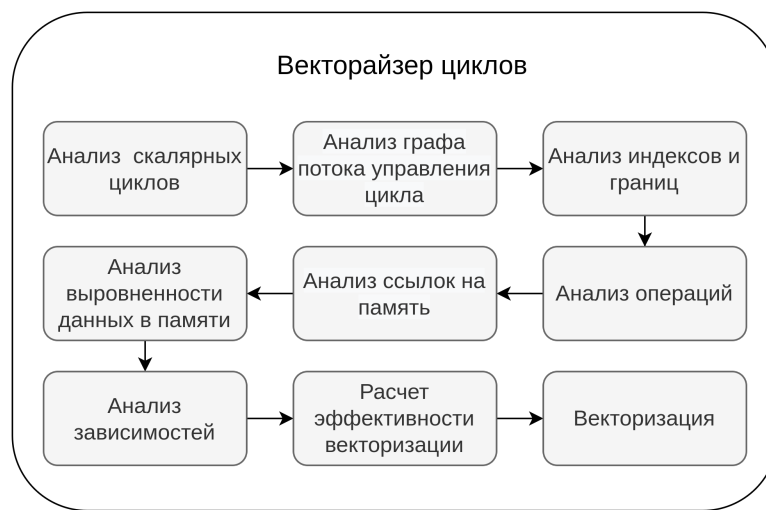 Векторайзер циклов
Анализ скалярных
циклов
Анализ графа
потока управления
цикла
Анализ индексов и
границ
Анализ операций
Анализ ссылок на
память
Анализ
выровненности
данных в памяти
Анализ
зависимостей
Расчет
эффективности
векторизации
Векторизация